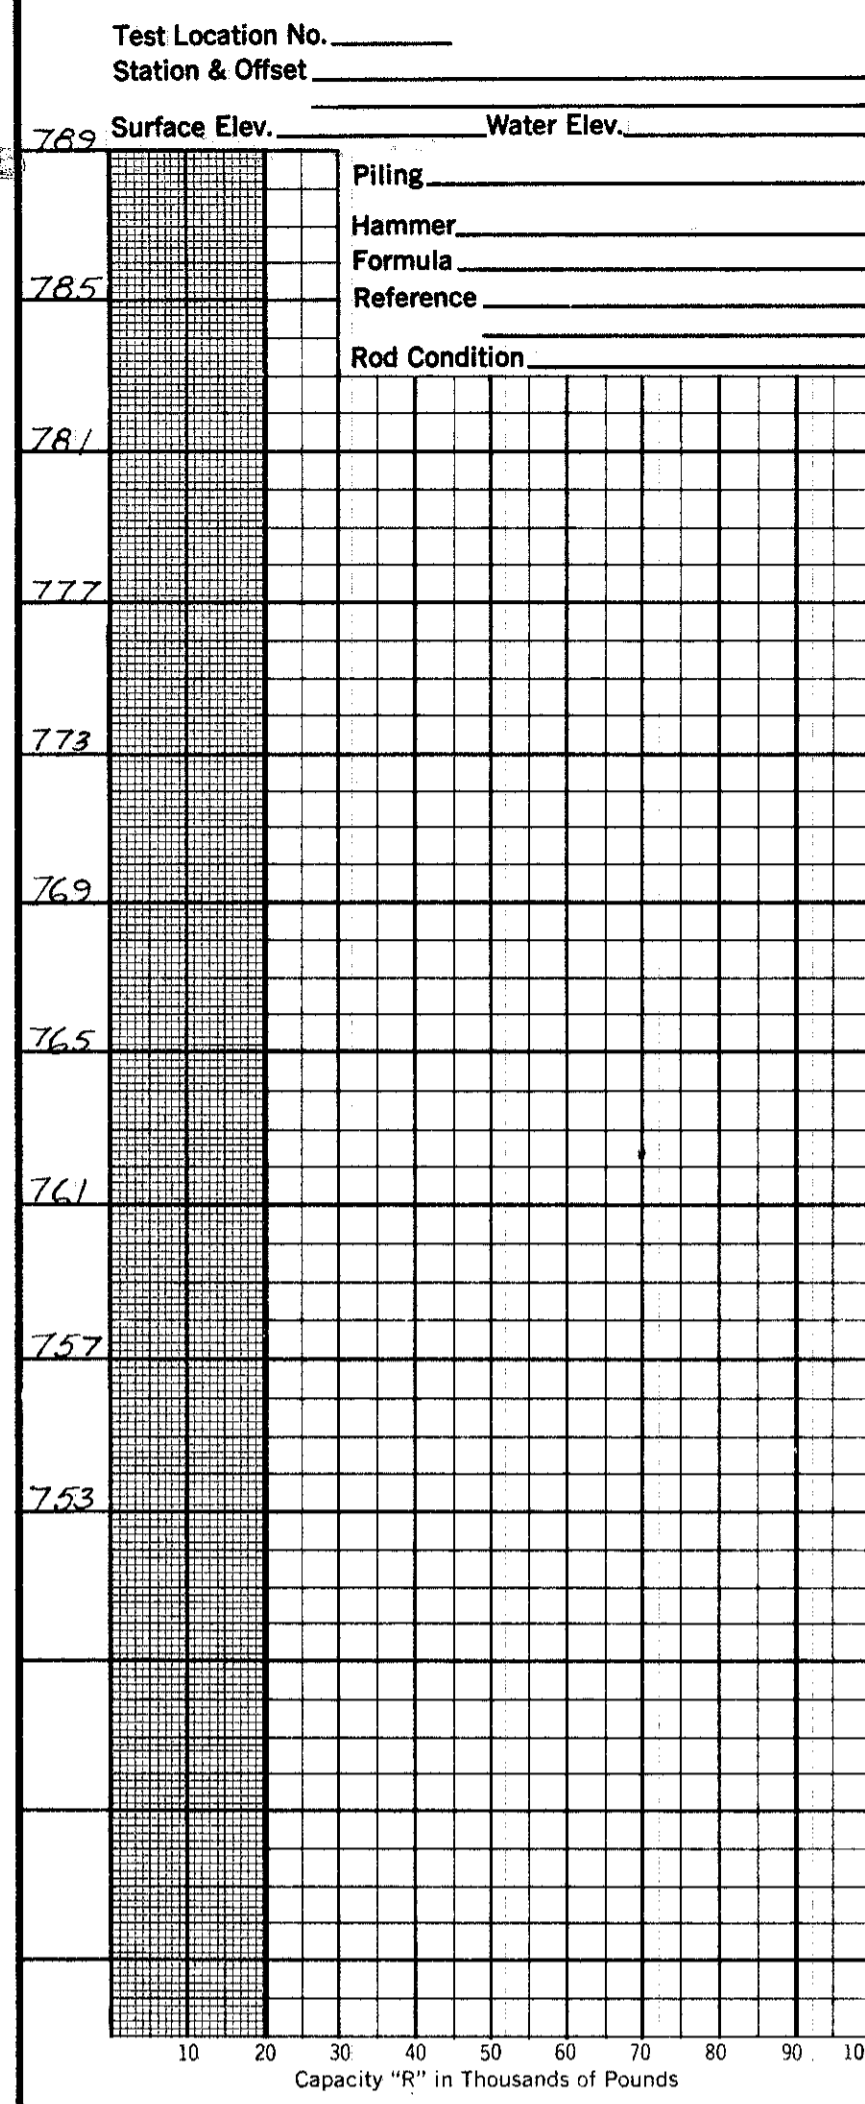 Test Location No.
Station & Offset
Surface Elev. Water Elev.
789
Piling
Hammer
Formula
785
Reference
Rod Condition
781
777
773
769
765
761
757
753
10 20 30 40 50 60 70 80 90 10
Capacity "R" in Thousands of Pounds